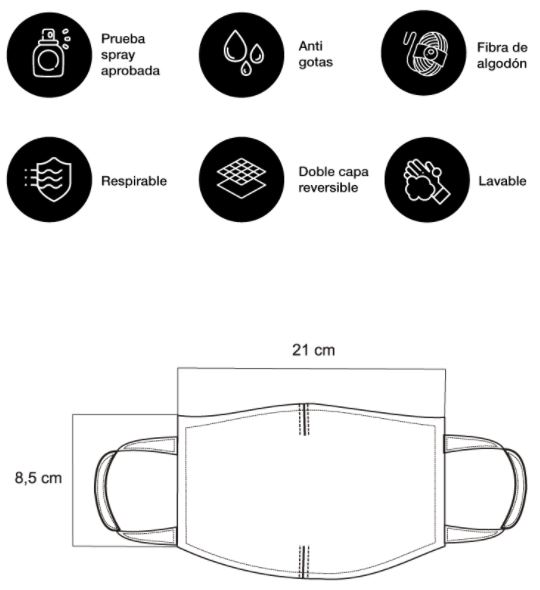 Prueba
spray
aprobada
Anti
gotas
Fibra de
algodón
Respirable
Doble capa
reversible
Lavable
21 cm
8,5 cm